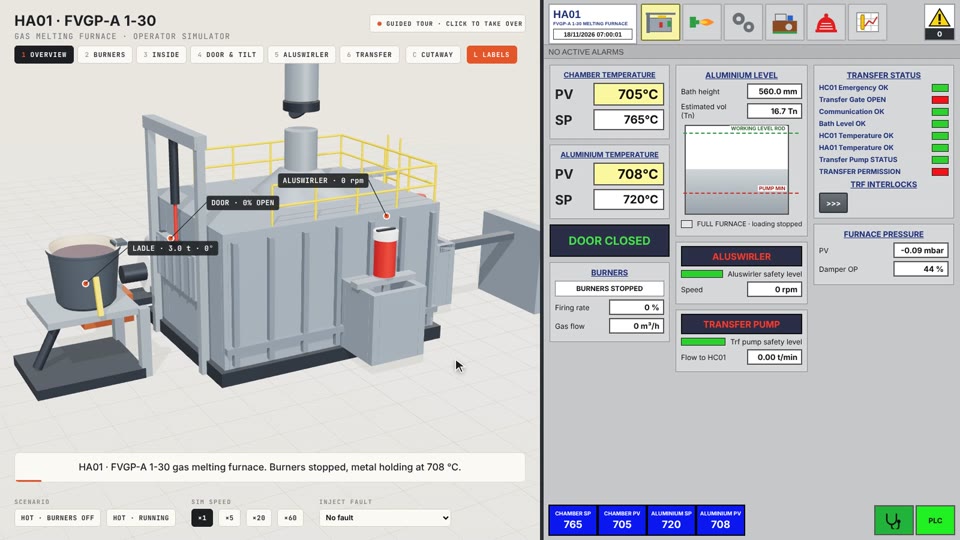 HA01 · FVGP-A 1-30
GAS MELTING FURNACE · OPERATOR SIMULATOR
GUIDED TOUR · CLICK TO TAKE OVER
1 OVERVIEW
2 BURNERS
3 INSIDE
4 DOOR & TILT
5 ALUSWIRLER
6 TRANSFER
C CUTAWAY
L LABELS
ALUSWIRLER · 0 rpm
DOOR · 0% OPEN
LADLE · 3.0 t · 0°
HA01 · FVGP-A 1-30 gas melting furnace. Burners stopped, metal holding at 708 °C.
SCENARIO
HOT · BURNERS OFF
HOT · RUNNING
SIM SPEED
×1
×5
×20
×60
INJECT FAULT
No fault
HA01
FVGP-A 1-30 MELTING FURNACE
18/11/2026 07:00:01
0
NO ACTIVE ALARMS
CHAMBER TEMPERATURE
PV 705°C
SP 765°C
ALUMINIUM TEMPERATURE
PV 708°C
SP 720°C
DOOR CLOSED
BURNERS
BURNERS STOPPED
Firing rate 0 %
Gas flow 0 m³/h
ALUMINIUM LEVEL
Bath height 560.0 mm
Estimated vol (Tn) 16.7 Tn
WORKING LEVEL ROD
PUMP MIN
FULL FURNACE · loading stopped
ALUSWIRLER
Aluswirler safety level
Speed 0 rpm
TRANSFER PUMP
Trf pump safety level
Flow to HC01 0.00 t/min
TRANSFER STATUS
HC01 Emergency OK
Transfer Gate OPEN
Communication OK
Bath Level OK
HC01 Temperature OK
HA01 Temperature OK
Transfer Pump STATUS
TRANSFER PERMISSION
TRF INTERLOCKS
>>>
FURNACE PRESSURE
PV -0.09 mbar
Damper OP 44 %
CHAMBER SP
765
CHAMBER PV
705
ALUMINIUM SP
720
ALUMINIUM PV
708
PLC